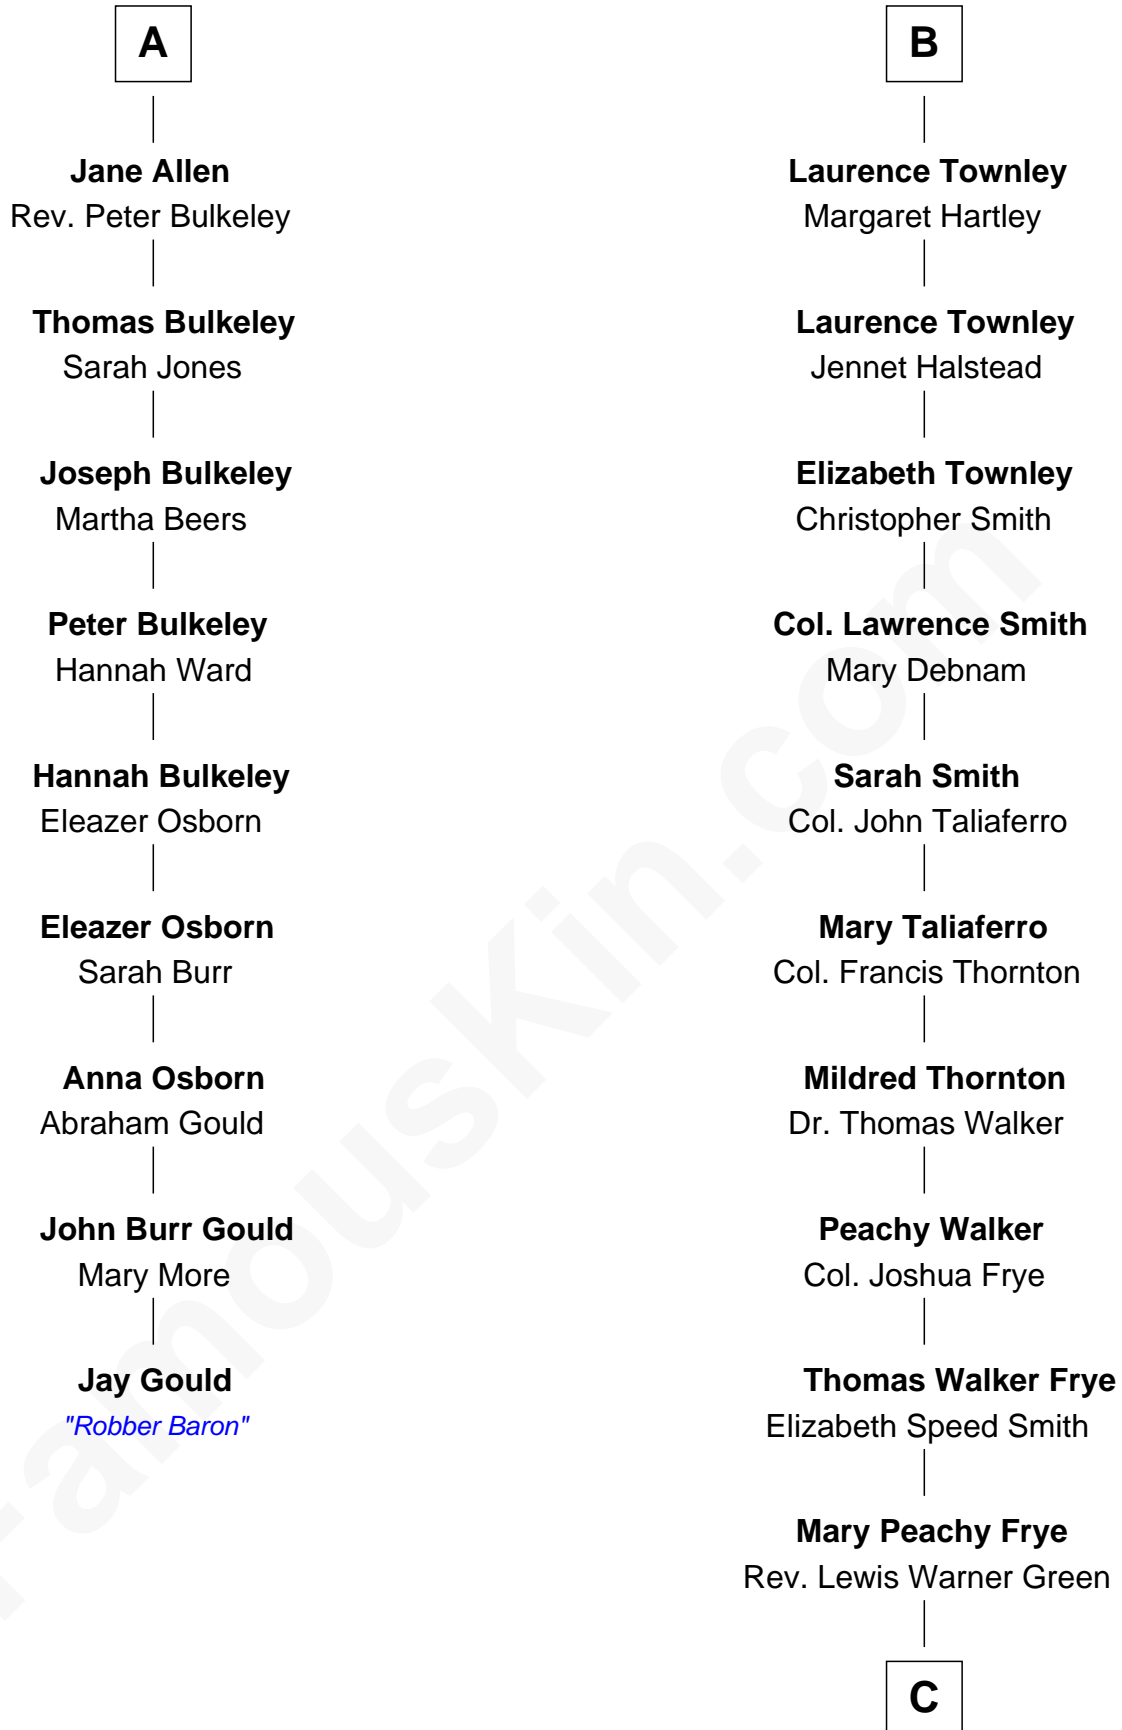 A
Jane Allen
Rev. Peter Bulkeley
Thomas Bulkeley
Sarah Jones
Joseph Bulkeley
Martha Beers
Peter Bulkeley
Hannah Ward
Hannah Bulkeley
Eleazer Osborn
Eleazer Osborn
Sarah Burr
Anna Osborn
Abraham Gould
John Burr Gould
Mary More
Jay Gould
"Robber Baron"
B
Laurence Townley
Margaret Hartley
Laurence Townley
Jennet Halstead
Elizabeth Townley
Christopher Smith
Col. Lawrence Smith
Mary Debnam
Sarah Smith
Col. John Taliaferro
Mary Taliaferro
Col. Francis Thornton
Mildred Thornton
Dr. Thomas Walker
Peachy Walker
Col. Joshua Frye
Thomas Walker Frye
Elizabeth Speed Smith
Mary Peachy Frye
Rev. Lewis Warner Green
C
FamousKin.com